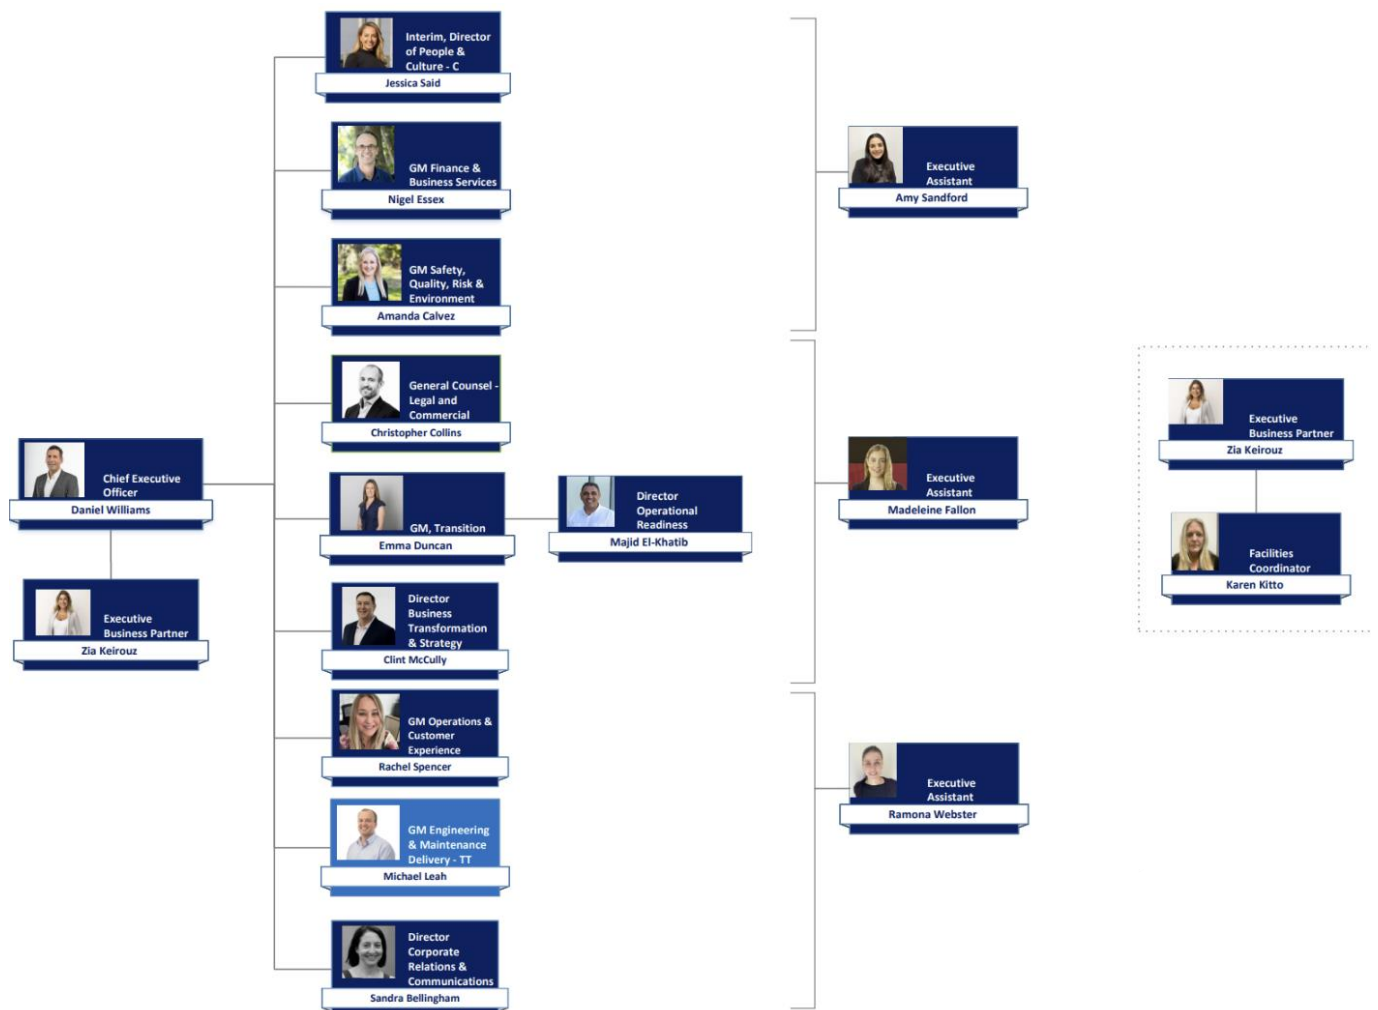 Interim, Director
of People &
Culture - C
Jessica Said
GM Finance &
Business Services
Nigel Essex
GM Safety,
Quality, Risk &
Environment
Amanda Calvez
General Counsel -
Legal and
Commercial
Christopher Collins
Chief Executive
Officer
Daniel Williams
Executive
Business Partner
Zia Keirouz
GM, Transition
Emma Duncan
Director
Operational
Readiness
Majid El-Khatib
Director
Business
Transformation
& Strategy
Clint McCully
GM Operations &
Customer
Experience
Rachel Spencer
GM Engineering
& Maintenance
Delivery - TT
Michael Leah
Director
Corporate
Relations &
Communications
Sandra Bellingham
Executive
Assistant
Amy Sandford
Executive
Assistant
Madeleine Fallon
Executive
Assistant
Ramona Webster
Executive
Business Partner
Zia Keirouz
Facilities
Coordinator
Karen Kitto